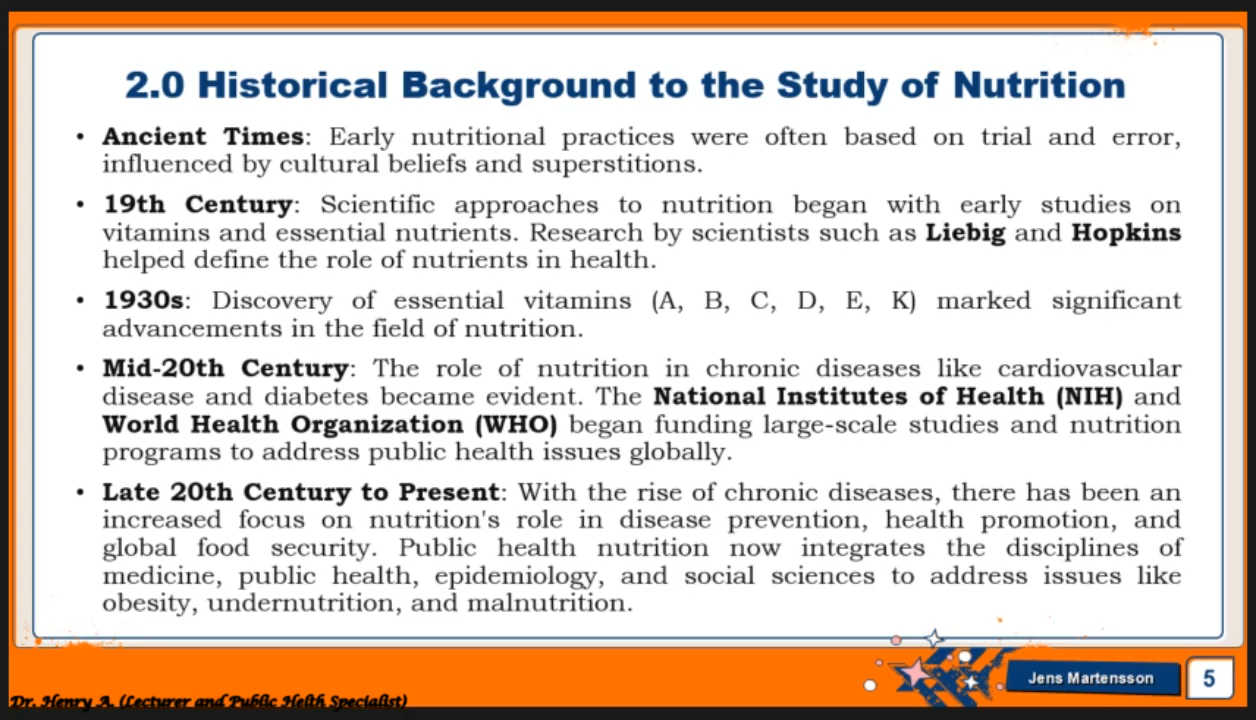 2.0 Historical Background to the Study of Nutrition
• Ancient Times: Early nutritional practices were often based on trial and error,
influenced by cultural beliefs and superstitions.
• 19th Century: Scientific approaches to nutrition began with early studies on
vitamins and essential nutrients. Research by scientists such as Liebig and Hopkins
helped define the role of nutrients in health.
• 1930s: Discovery of essential vitamins (A, B, C, D, E, K) marked significant
advancements in the field of nutrition.
• Mid-20th Century: The role of nutrition in chronic diseases like cardiovascular
disease and diabetes became evident. The National Institutes of Health (NIH) and
World Health Organization (WHO) began funding large-scale studies and nutrition
programs to address public health issues globally.
• Late 20th Century to Present: With the rise of chronic diseases, there has been an
increased focus on nutrition's role in disease prevention, health promotion, and
global food security. Public health nutrition now integrates the disciplines of
medicine, public health, epidemiology, and social sciences to address issues like
obesity, undernutrition, and malnutrition.
Jens Martensson
5
Dr. Henry A. (Lecturer and Public Helth Specialist)